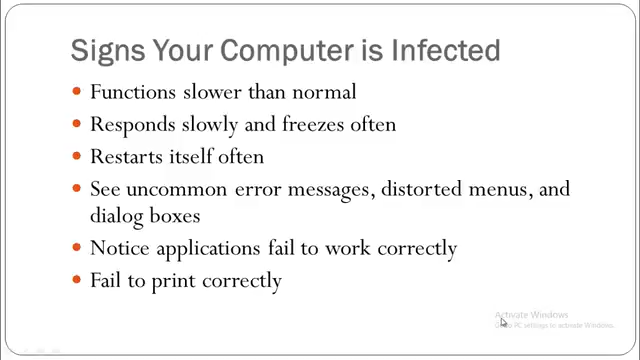 Signs Your Computer is Infected
Functions slower than normal
Responds slowly and freezes often
Restarts itself often
See uncommon error messages, distorted menus, and
dialog boxes
Notice applications fail to work correctly
Fail to print correctly
Activate Windows
Go to PC settings to activate Windows.